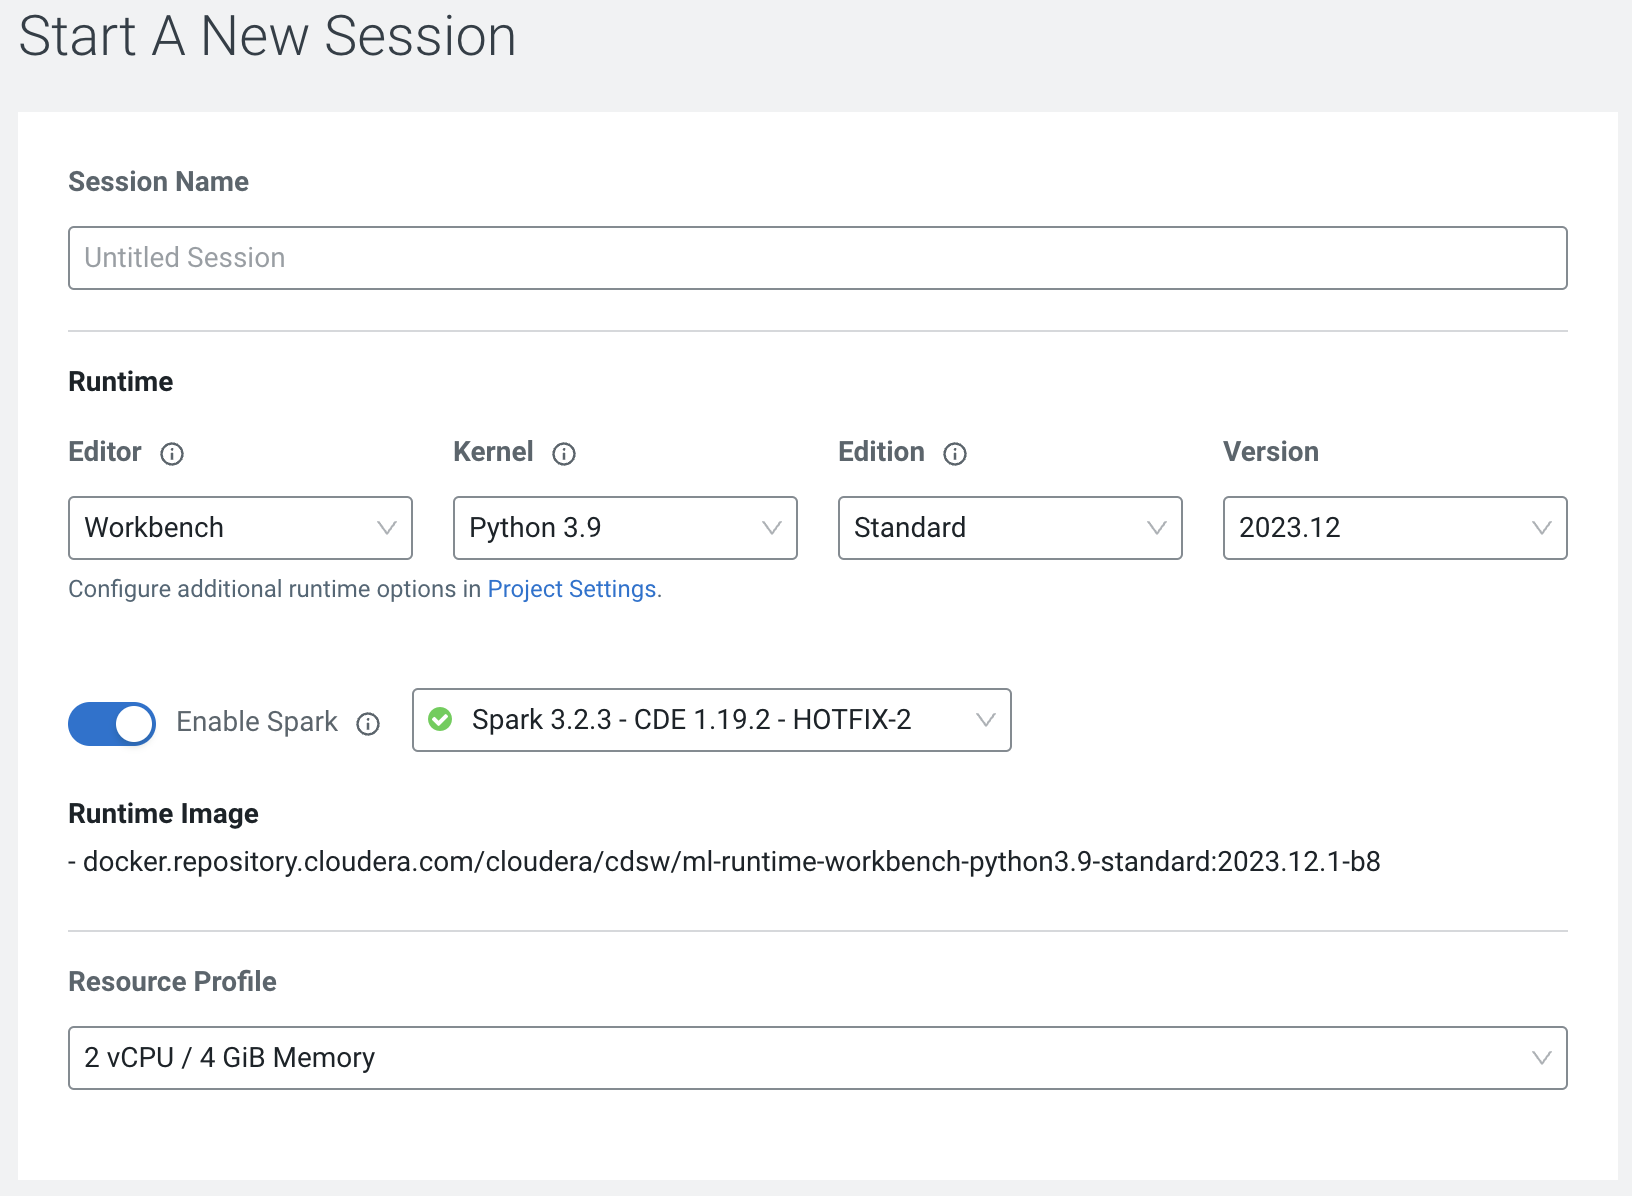 Start A New Session
Session Name
Untitled Session
Runtime
Editor Kernel Edition Version
Workbench Python 3.9 Standard 2023.12
Configure additional runtime options in Project Settings.
Enable Spark Spark 3.2.3 - CDE 1.19.2 - HOTFIX-2
Runtime Image
- docker.repository.cloudera.com/cloudera/cdsw/ml-runtime-workbench-python3.9-standard:2023.12.1-b8
Resource Profile
2 vCPU / 4 GiB Memory